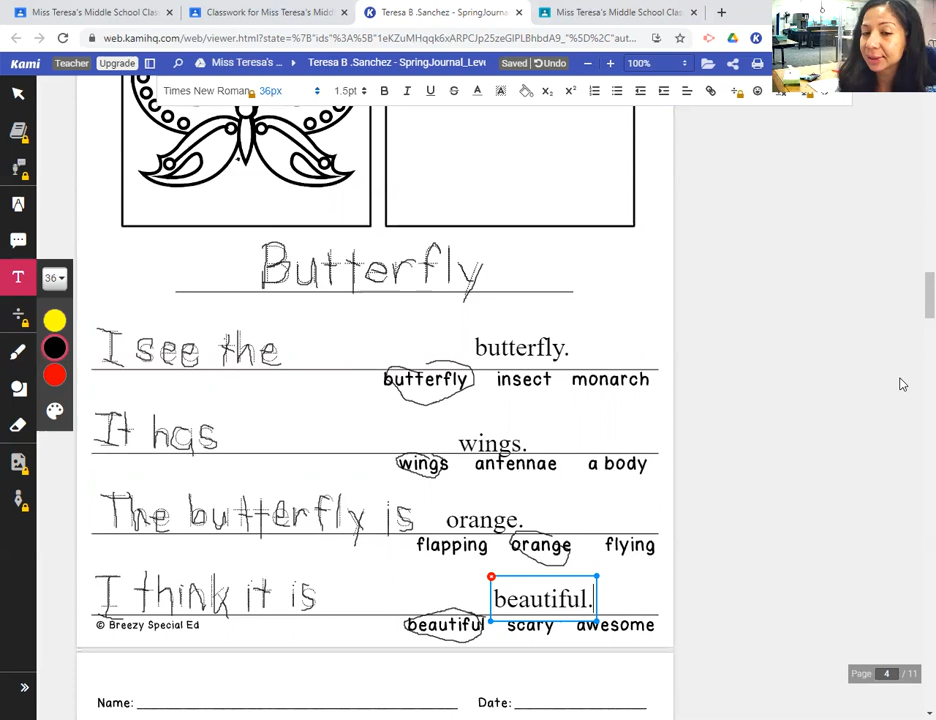 Miss Teresa's Middle School Clas
Classwork for Miss Teresa's Midd
Teresa B .Sanchez - SpringJourna
Miss Teresa's Middle School Clas
web.kamihq.com/web/viewer.html?state=%7B"ids"%3A%5B"1eKZuMHqqk6xARPCJp25zeGlPLBhbdA9_"%5D%2C"aut...
Kami Teacher Upgrade Miss Teresa's ... Teresa B .Sanchez - SpringJournal_Leve Saved Undo 100%
Times New Roman 36px 1.5pt B I U S A
T
36
Butterfly
I see the butterfly.
butterfly insect monarch
It has wings.
wings antennae a body
The butterfly is orange.
flapping orange flying
I think it is beautiful.
© Breezy Special Ed beautiful scary awesome
Page 4 / 11
Name: Date: